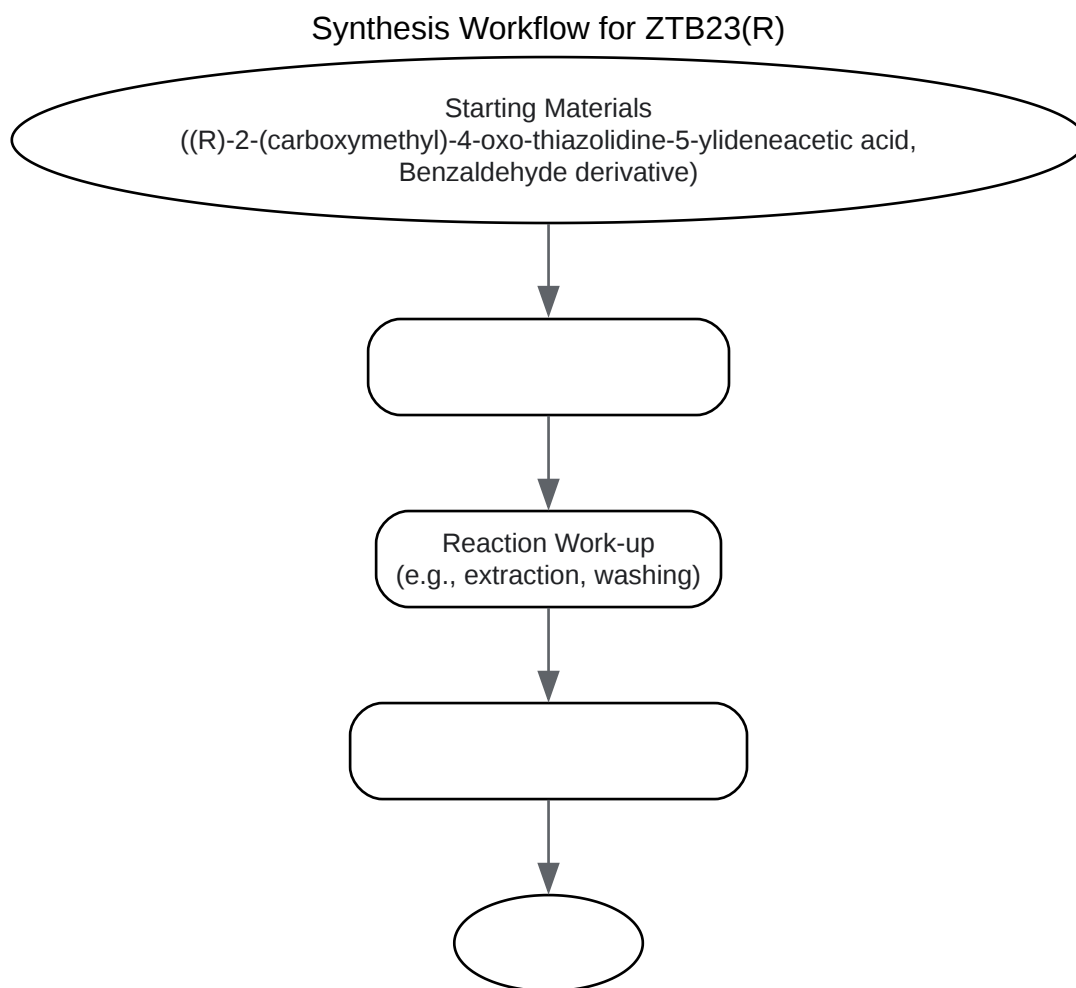 Synthesis Workflow for ZTB23(R)
Starting Materials
((R)-2-(carboxymethyl)-4-oxo-thiazolidine-5-ylideneacetic acid,
Benzaldehyde derivative)
Reaction Work-up
(e.g., extraction, washing)